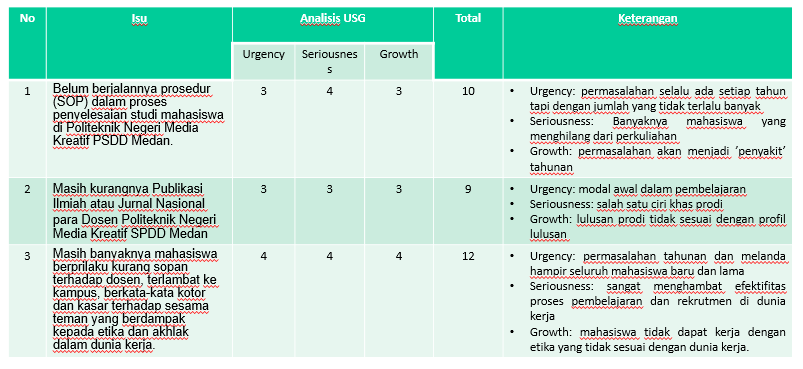 No Isu Analisis USG Total Keterangan
Urgency Seriousnes
s Growth
1 Belum berjalannya prosedur
(SOP) dalam proses
penyelesaian studi mahasiswa
di Politeknik Negeri Media
Kreatif PSDD Medan. 3 4 3 10
• Urgency: permasalahan selalu ada setiap tahun
tapi dengan jumlah yang tidak terlalu banyak
• Seriousness: Banyaknya mahasiswa yang
menghilang dari perkuliahan
• Growth: permasalahan akan menjadi ’penyakit’
tahunan
2 Masih kurangnya Publikasi
Ilmiah atau Jurnal Nasional
para Dosen Politeknik Negeri
Media Kreatif SPDD Medan 3 3 3 9
• Urgency: modal awal dalam pembelajaran
• Seriousness: salah satu ciri khas prodi
• Growth: lulusan prodi tidak sesuai dengan profil
lulusan
3 Masih banyaknya mahasiswa
berprilaku kurang sopan
terhadap dosen, terlambat ke
kampus, berkata-kata kotor
dan kasar terhadap sesama
teman yang berdampak
kepada etika dan akhlak
dalam dunia kerja. 4 4 4 12
• Urgency: permasalahan tahunan dan melanda
hampir seluruh mahasiswa baru dan lama
• Seriousness: sangat menghambat efektifitas
proses pembelajaran dan rekrutmen di dunia
kerja
• Growth: mahasiswa tidak dapat kerja dengan
etika yang tidak sesuai dengan dunia kerja.